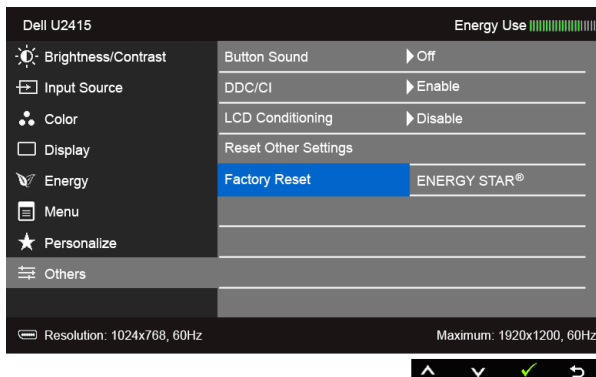 Dell U2415 Energy Use
Brightness/Contrast Button Sound Off
Input Source DDC/CI Enable
Color LCD Conditioning Disable
Display Reset Other Settings
Energy Factory Reset ENERGY STAR®
Menu
Personalize
Others
Resolution: 1024x768, 60Hz Maximum: 1920x1200, 60Hz